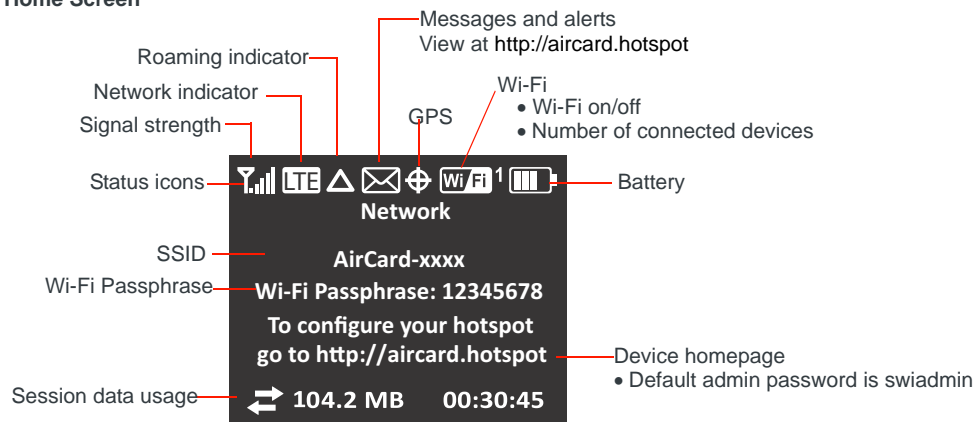 Home Screen
Messages and alerts
View at http://aircard.hotspot
Roaming indicator
Wi-Fi
• Wi-Fi on/off
• Number of connected devices
Network indicator
GPS
Signal strength
Status icons
LTE
Wi Fi 1
Battery
Network
SSID
AirCard-xxxx
Wi-Fi Passphrase
Wi-Fi Passphrase: 12345678
To configure your hotspot
go to http://aircard.hotspot
Device homepage
• Default admin password is swiadmin
Session data usage
104.2 MB 00:30:45